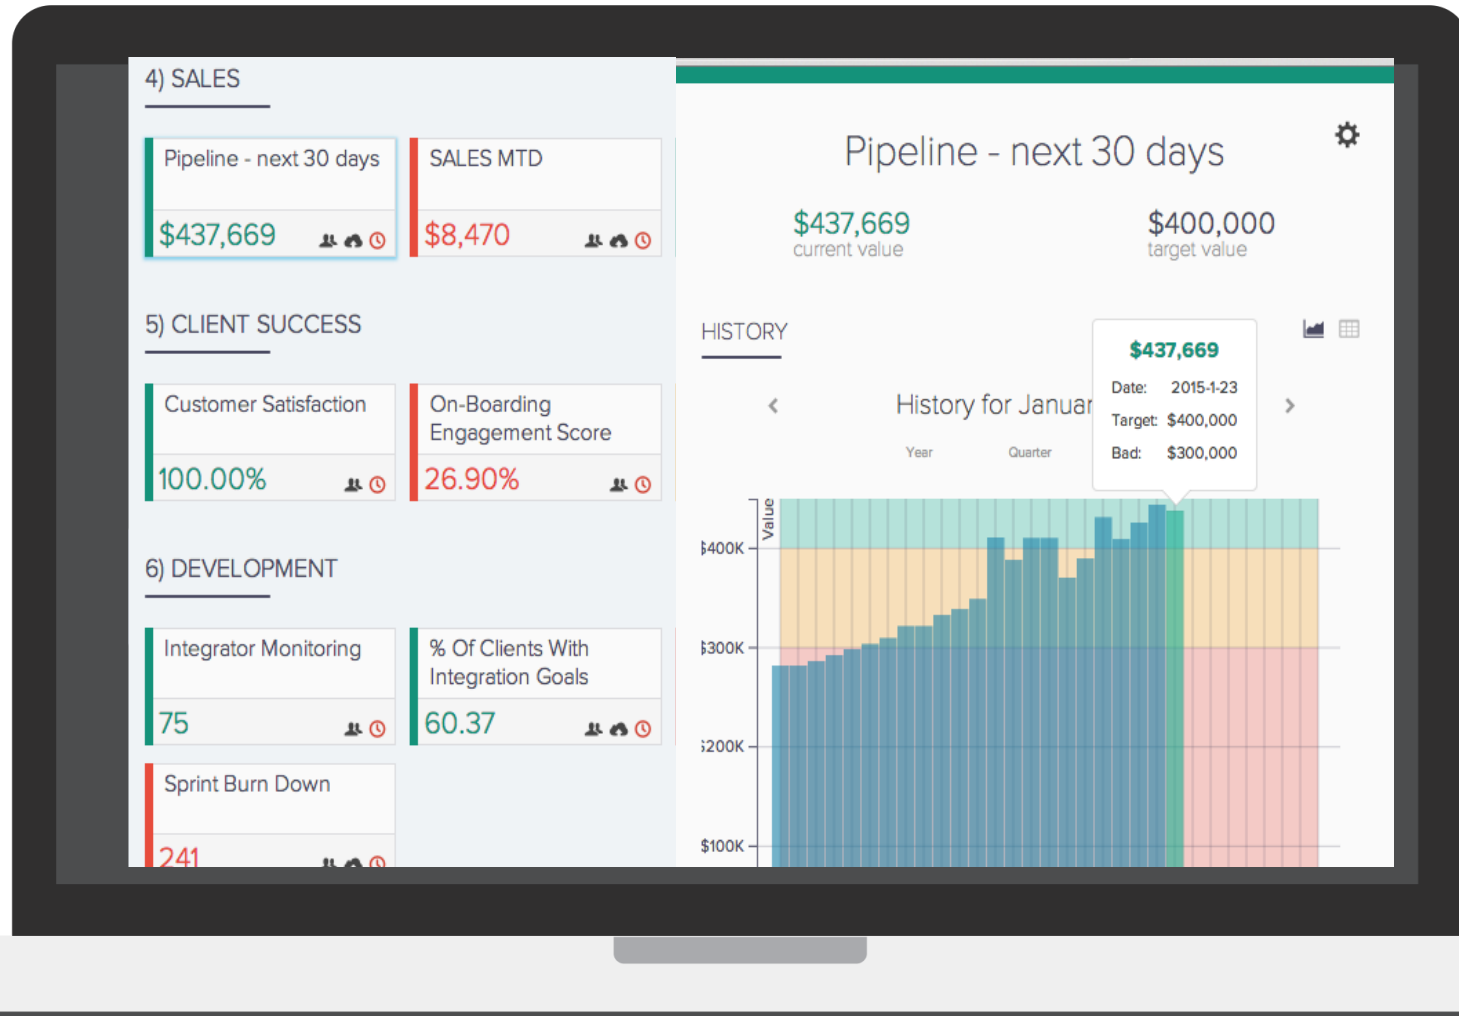 4) SALES
Pipeline - next 30 days
$437,669
SALES MTD
$8,470
5) CLIENT SUCCESS
Customer Satisfaction
100.00%
On-Boarding
Engagement Score
26.90%
6) DEVELOPMENT
Integrator Monitoring
75
% Of Clients With
Integration Goals
60.37
Sprint Burn Down
241
Pipeline - next 30 days
$437,669
current value
$400,000
target value
HISTORY
History for Januar
Year
Quarter
$437,669
Date: 2015-1-23
Target: $400,000
Bad: $300,000
Value
$400K
$300K
$200K
$100K